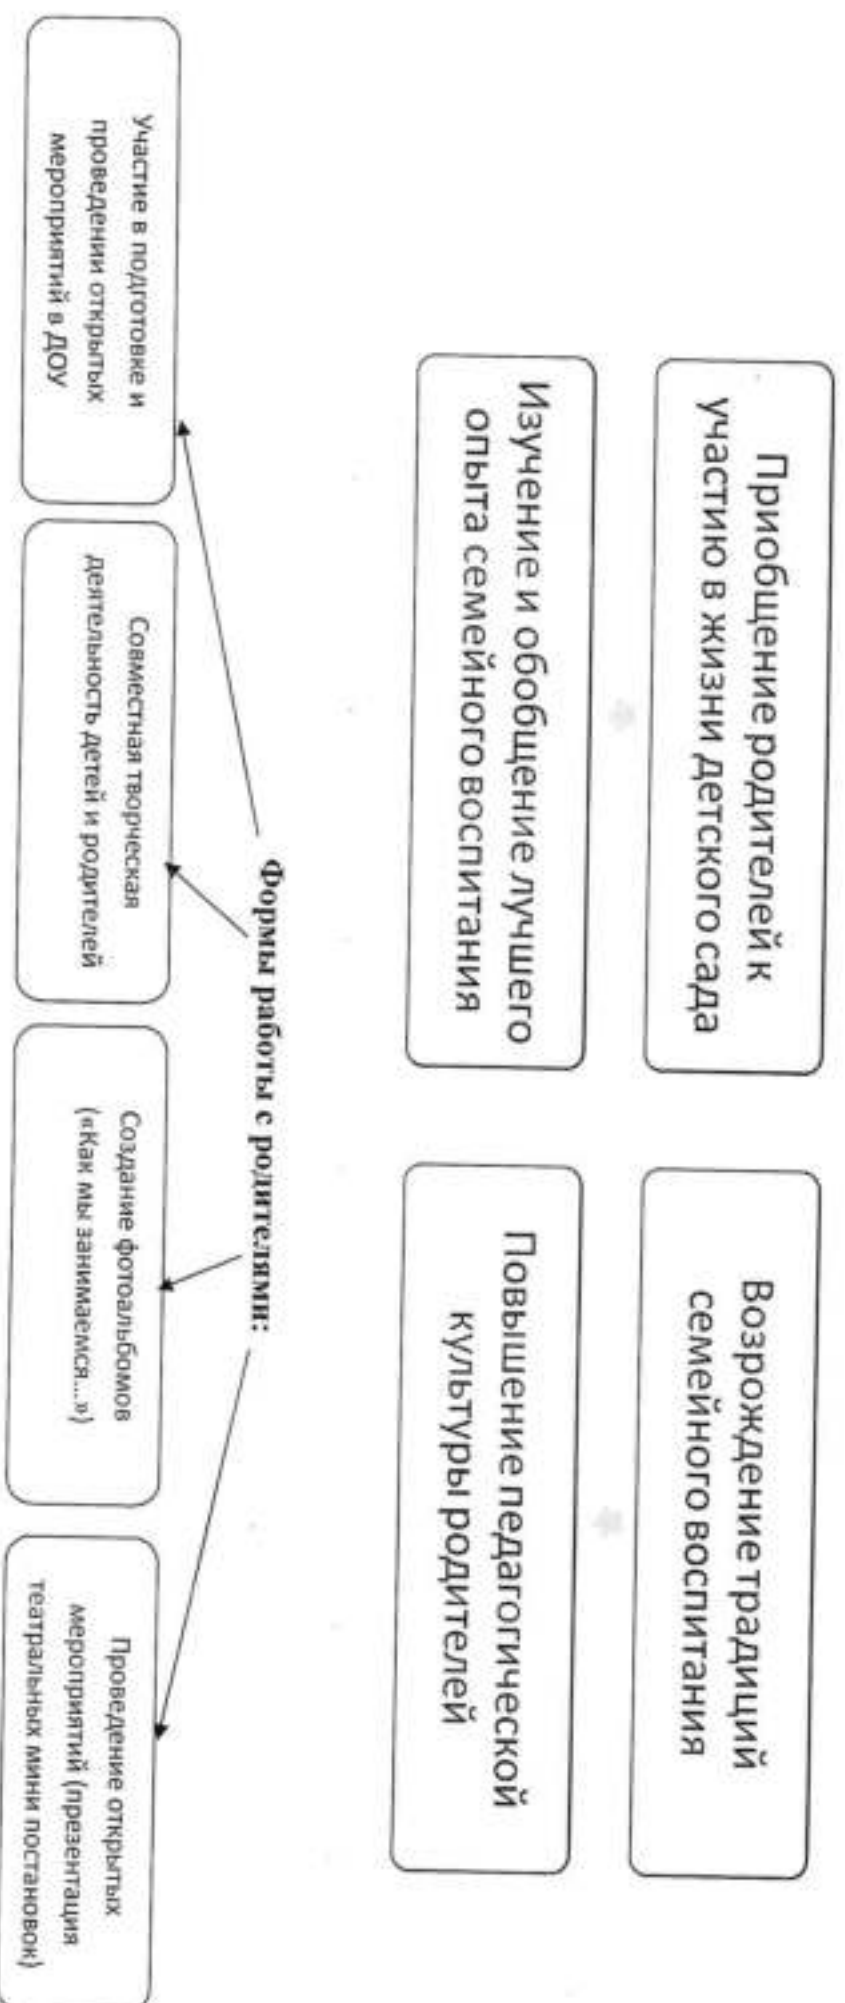 Приобщение родителей к
участию в жизни детского сада
Возрождение традиций
семейного воспитания
Изучение и обобщение лучшего
опыта семейного воспитания
Повышение педагогической
культуры родителей
Формы работы с родителями:
Участие в подготовке и
проведении открытых
мероприятий в ДОУ
Совместная творческая
деятельность детей и родителей
Создание фотоальбомов
(«Как мы занимаемся...»)
Проведение открытых
мероприятий (презентация
театральных мини постановок)